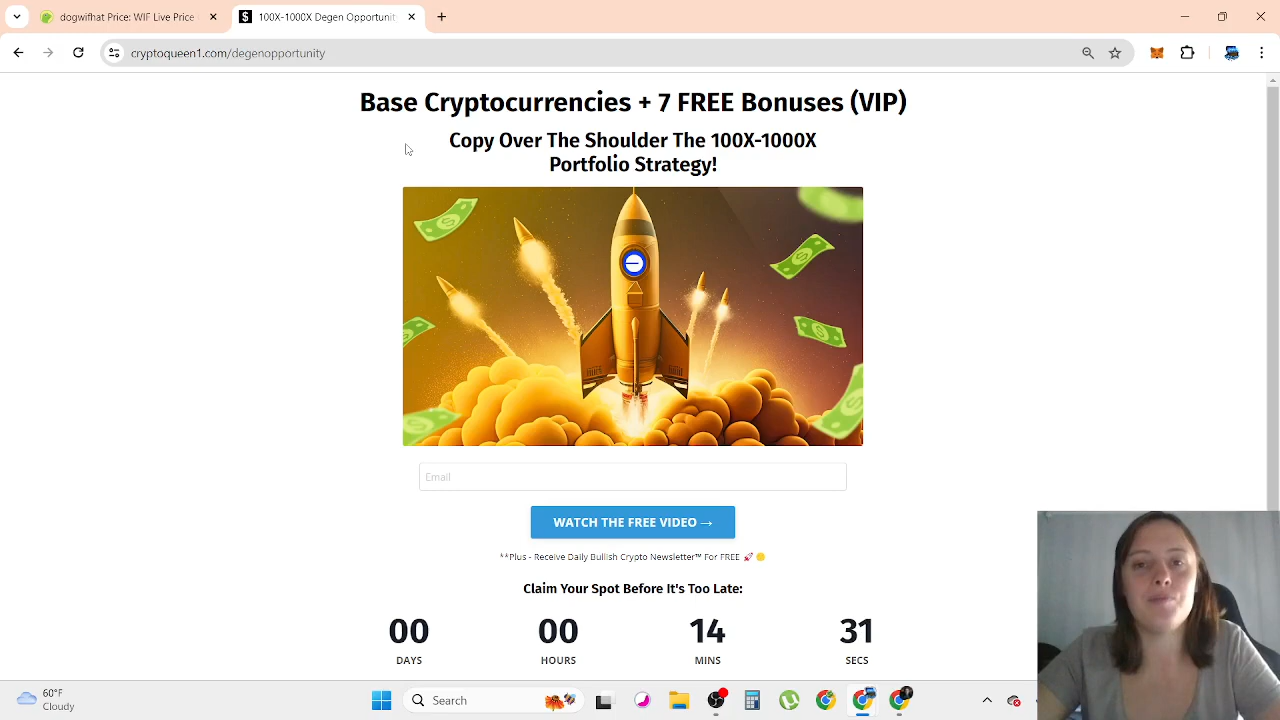 dogwifhat Price: WIF Live Price
100X-1000X Degen Opportunit
cryptoqueen1.com/degenopportunity
Base Cryptocurrencies + 7 FREE Bonuses (VIP)
Copy Over The Shoulder The 100X-1000X
Portfolio Strategy!
Email
WATCH THE FREE VIDEO →
**Plus - Receive Daily Bullish Crypto Newsletter™ For FREE 🚀 🟡
Claim Your Spot Before It's Too Late:
00 00 14 31
DAYS HOURS MINS SECS
60°F
Cloudy
Search